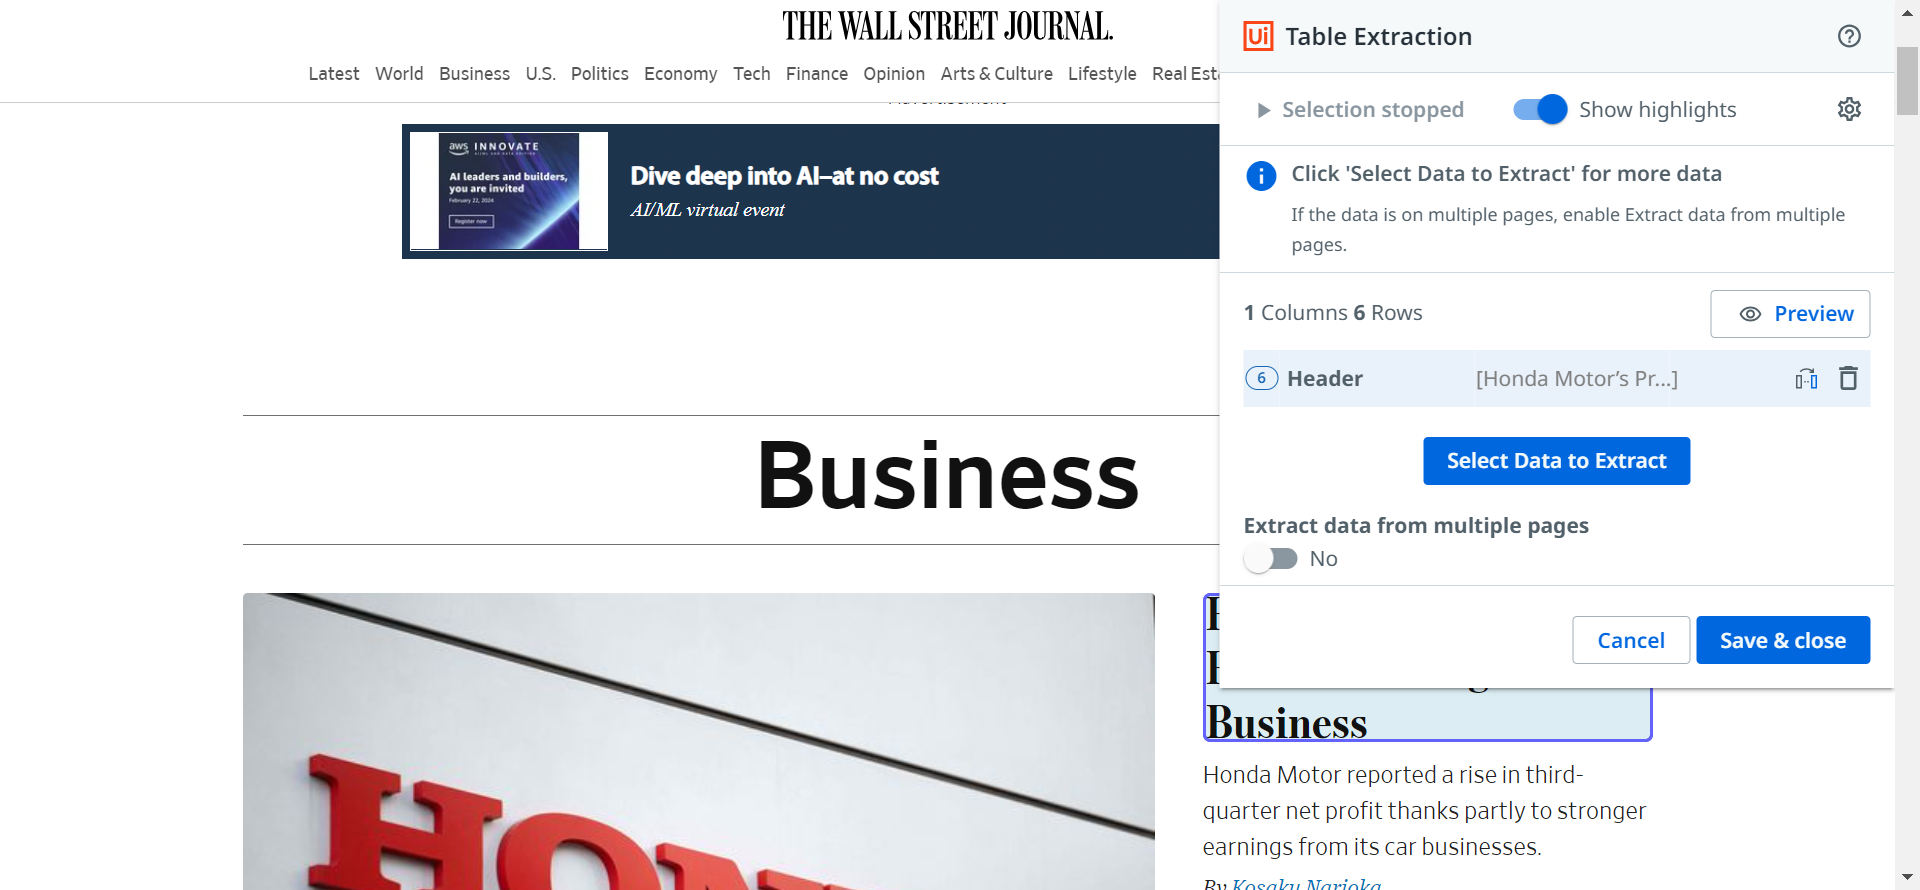 THE WALL STREET JOURNAL.
Latest World Business U.S. Politics Economy Tech Finance Opinion Arts & Culture Lifestyle Real Est
aws INNOVATE
AI/ML AND DATA EDITION
AI leaders and builders,
you are invited
February 22, 2024
Register now
Dive deep into AI–at no cost
AI/ML virtual event
Business
Business
Honda Motor reported a rise in third-
quarter net profit thanks partly to stronger
earnings from its car businesses.
By Kosaku Narioka
HON
Ui Table Extraction
Selection stopped Show highlights
Click 'Select Data to Extract' for more data
If the data is on multiple pages, enable Extract data from multiple
pages.
1 Columns 6 Rows
Preview
6 Header [Honda Motor’s Pr...]
Select Data to Extract
Extract data from multiple pages
No
Cancel Save & close